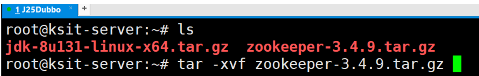 1 J25Dubbo
root@ksit-server:~# ls
jdk-8u131-linux-x64.tar.gz  zookeeper-3.4.9.tar.gz
root@ksit-server:~# tar -xvf zookeeper-3.4.9.tar.gz